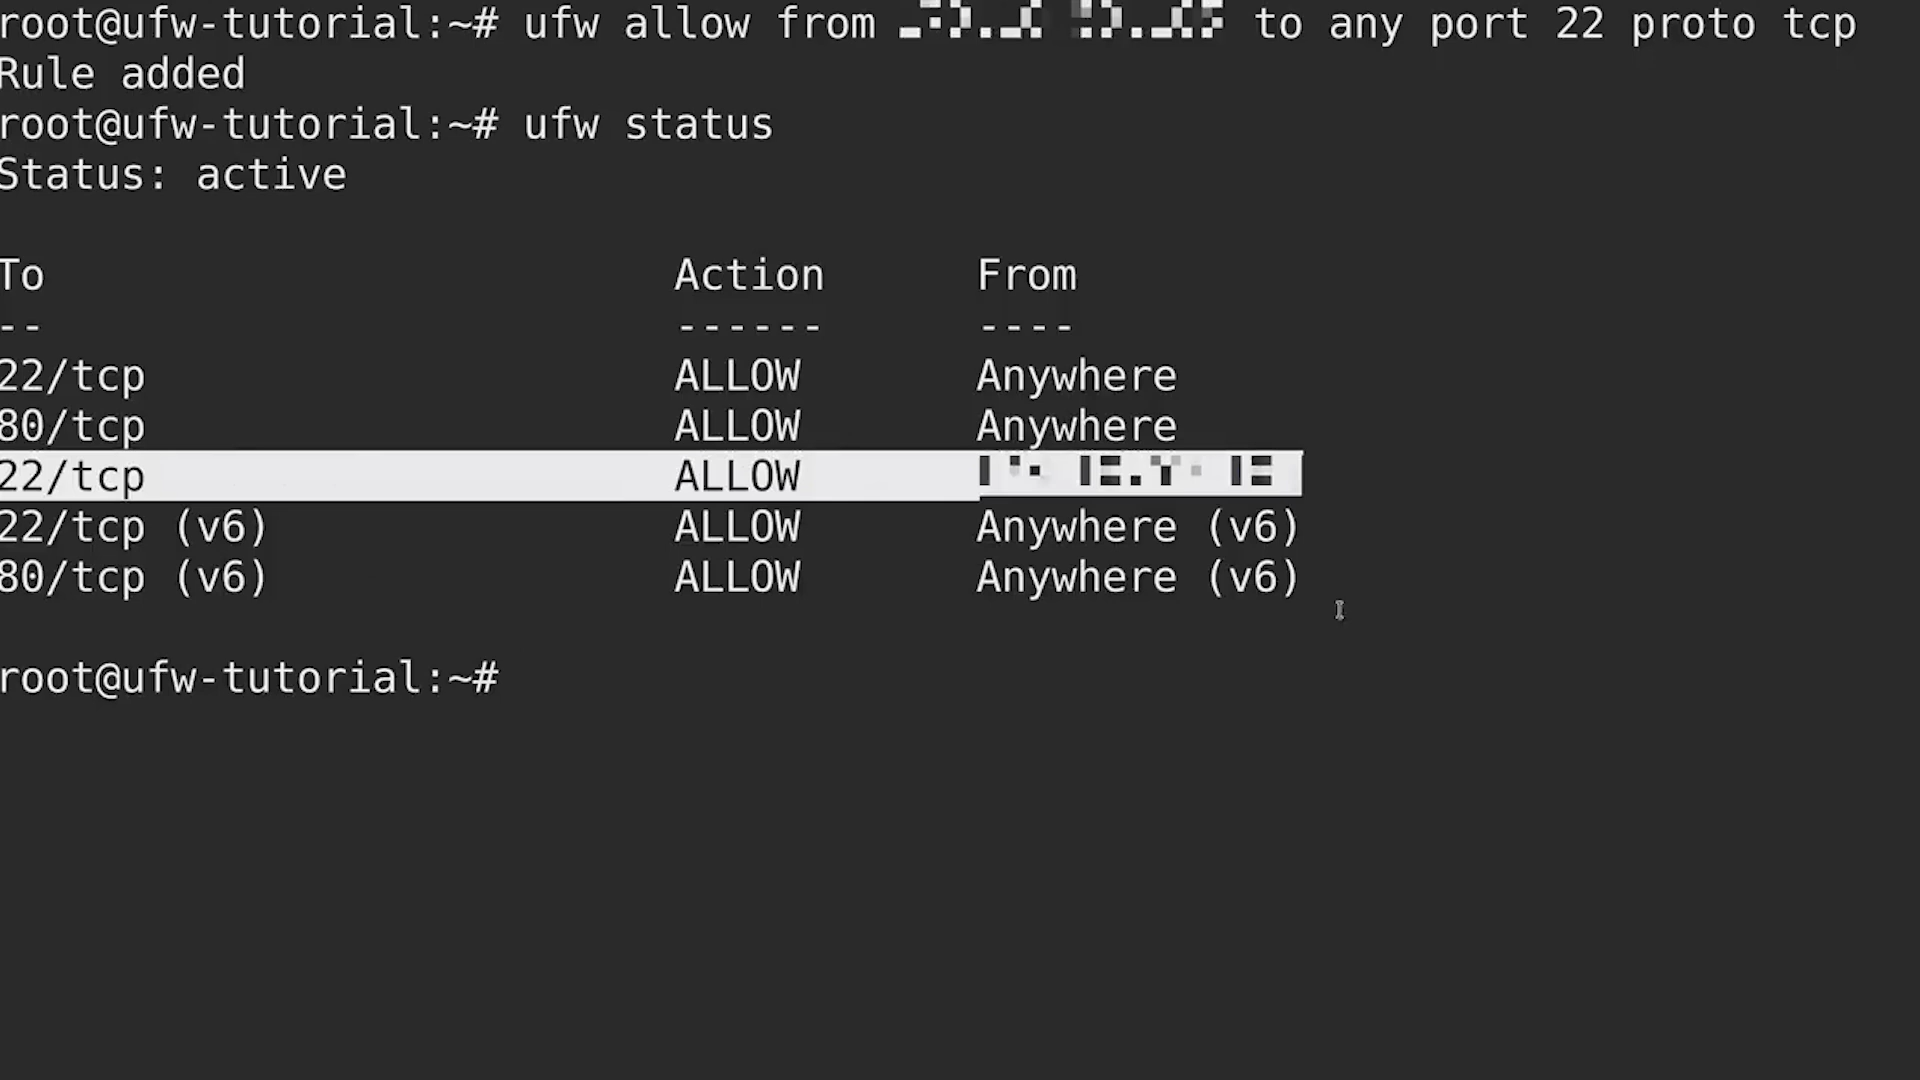 root@ufw-tutorial:~# ufw allow from to any port 22 proto tcp
Rule added
root@ufw-tutorial:~# ufw status
Status: active
To Action From
-- ------ ----
22/tcp ALLOW Anywhere
80/tcp ALLOW Anywhere
22/tcp ALLOW
22/tcp (v6) ALLOW Anywhere (v6)
80/tcp (v6) ALLOW Anywhere (v6)
root@ufw-tutorial:~#